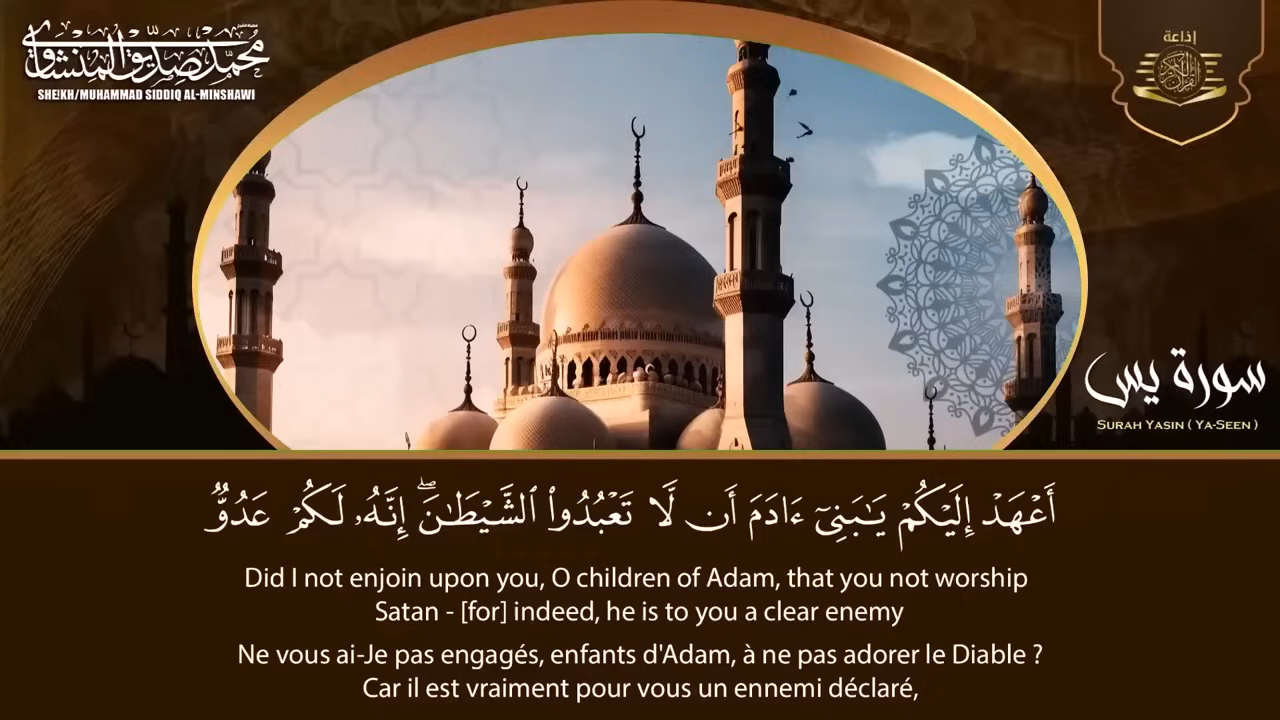 محمد صديق المنشاوي
SHEIKH/MUHAMMAD SIDDIQ AL-MINSHAWI
إذاعة
القرآن الكريم
سورة يس
SURAH YASIN ( YA-SEEN )
أَعۡهَدۡ إِلَيۡكُمۡ يَٰبَنِيٓ ءَادَمَ أَن لَّا تَعۡبُدُواْ ٱلشَّيۡطَٰنَۖ إِنَّهُۥ لَكُمۡ عَدُوّٞ
Did I not enjoin upon you, O children of Adam, that you not worship
Satan - [for] indeed, he is to you a clear enemy
Ne vous ai-Je pas engagés, enfants d'Adam, à ne pas adorer le Diable ?
Car il est vraiment pour vous un ennemi déclaré,